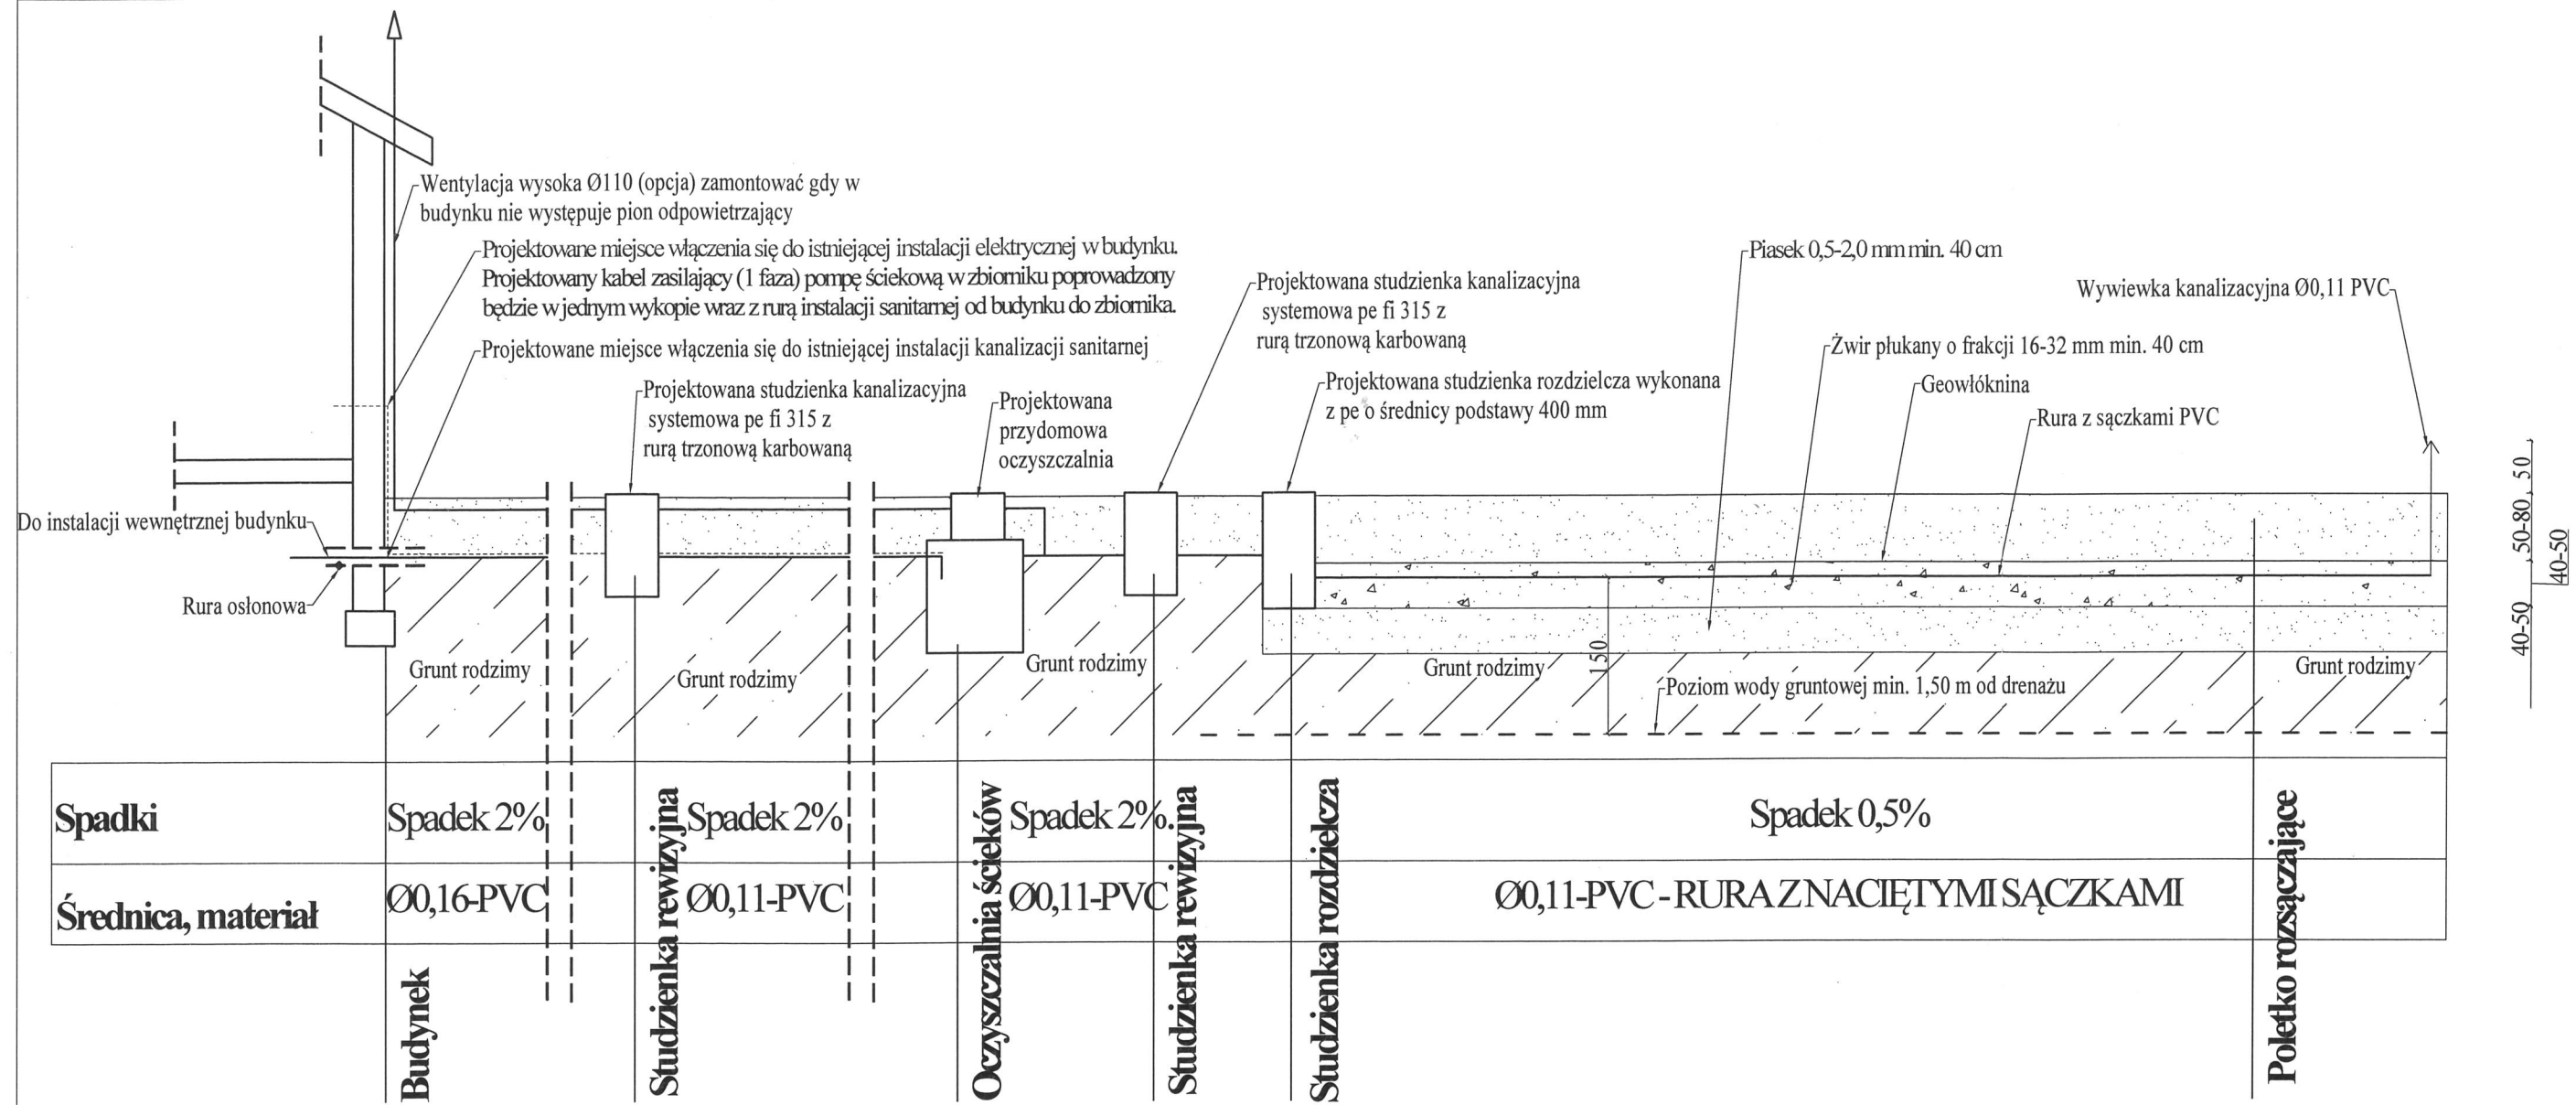 Wentylacja wysoka Ø110 (opcja) zamontować gdy w
budynku nie występuje pion odpowietrzający
Projektowane miejsce włączenia się do istniejącej instalacji elektrycznej w budynku.
Projektowany kabel zasilający (1 faza) pompę ściekową w zbiorniku poprowadzony
będzie w jednym wykopie wraz z rurą instalacji sanitarnej od budynku do zbiornika.
Projektowane miejsce włączenia się do istniejącej instalacji kanalizacji sanitarnej
Projektowana studzienka kanalizacyjna
systemowa pe fi 315 z
rurą trzonową karbowaną
Projektowana
przydomowa
oczyszczalnia
Projektowana studzienka kanalizacyjna
systemowa pe fi 315 z
rurą trzonową karbowaną
Projektowana studzienka rozdzielcza wykonana
z pe o średnicy podstawy 400 mm
Piasek 0,5-2,0 mm min. 40 cm
Wywiewka kanalizacyjna Ø0,11 PVC
Żwir płukany o frakcji 16-32 mm min. 40 cm
Geowłóknina
Rura z sączkami PVC
Do instalacji wewnętrznej budynku
Rura osłonowa
Grunt rodzimy
Grunt rodzimy
Grunt rodzimy
Grunt rodzimy
Grunt rodzimy
150
Poziom wody gruntowej min. 1,50 m od drenażu
50
50-80
40-50
40-50
Spadki
Spadek 2%
Spadek 2%
Spadek 2%.
Spadek 0,5%
Średnica, materiał
Ø0,16-PVC
Ø0,11-PVC
Ø0,11-PVC
Ø0,11-PVC - RURA Z NACIĘTYMI SĄCZKAMI
Budynek
Studzienka rewizyjna
Oczyszczalnia ścieków
Studzienka rewizyjna
Studzienka rozdzielcza
Poletko rozsączające